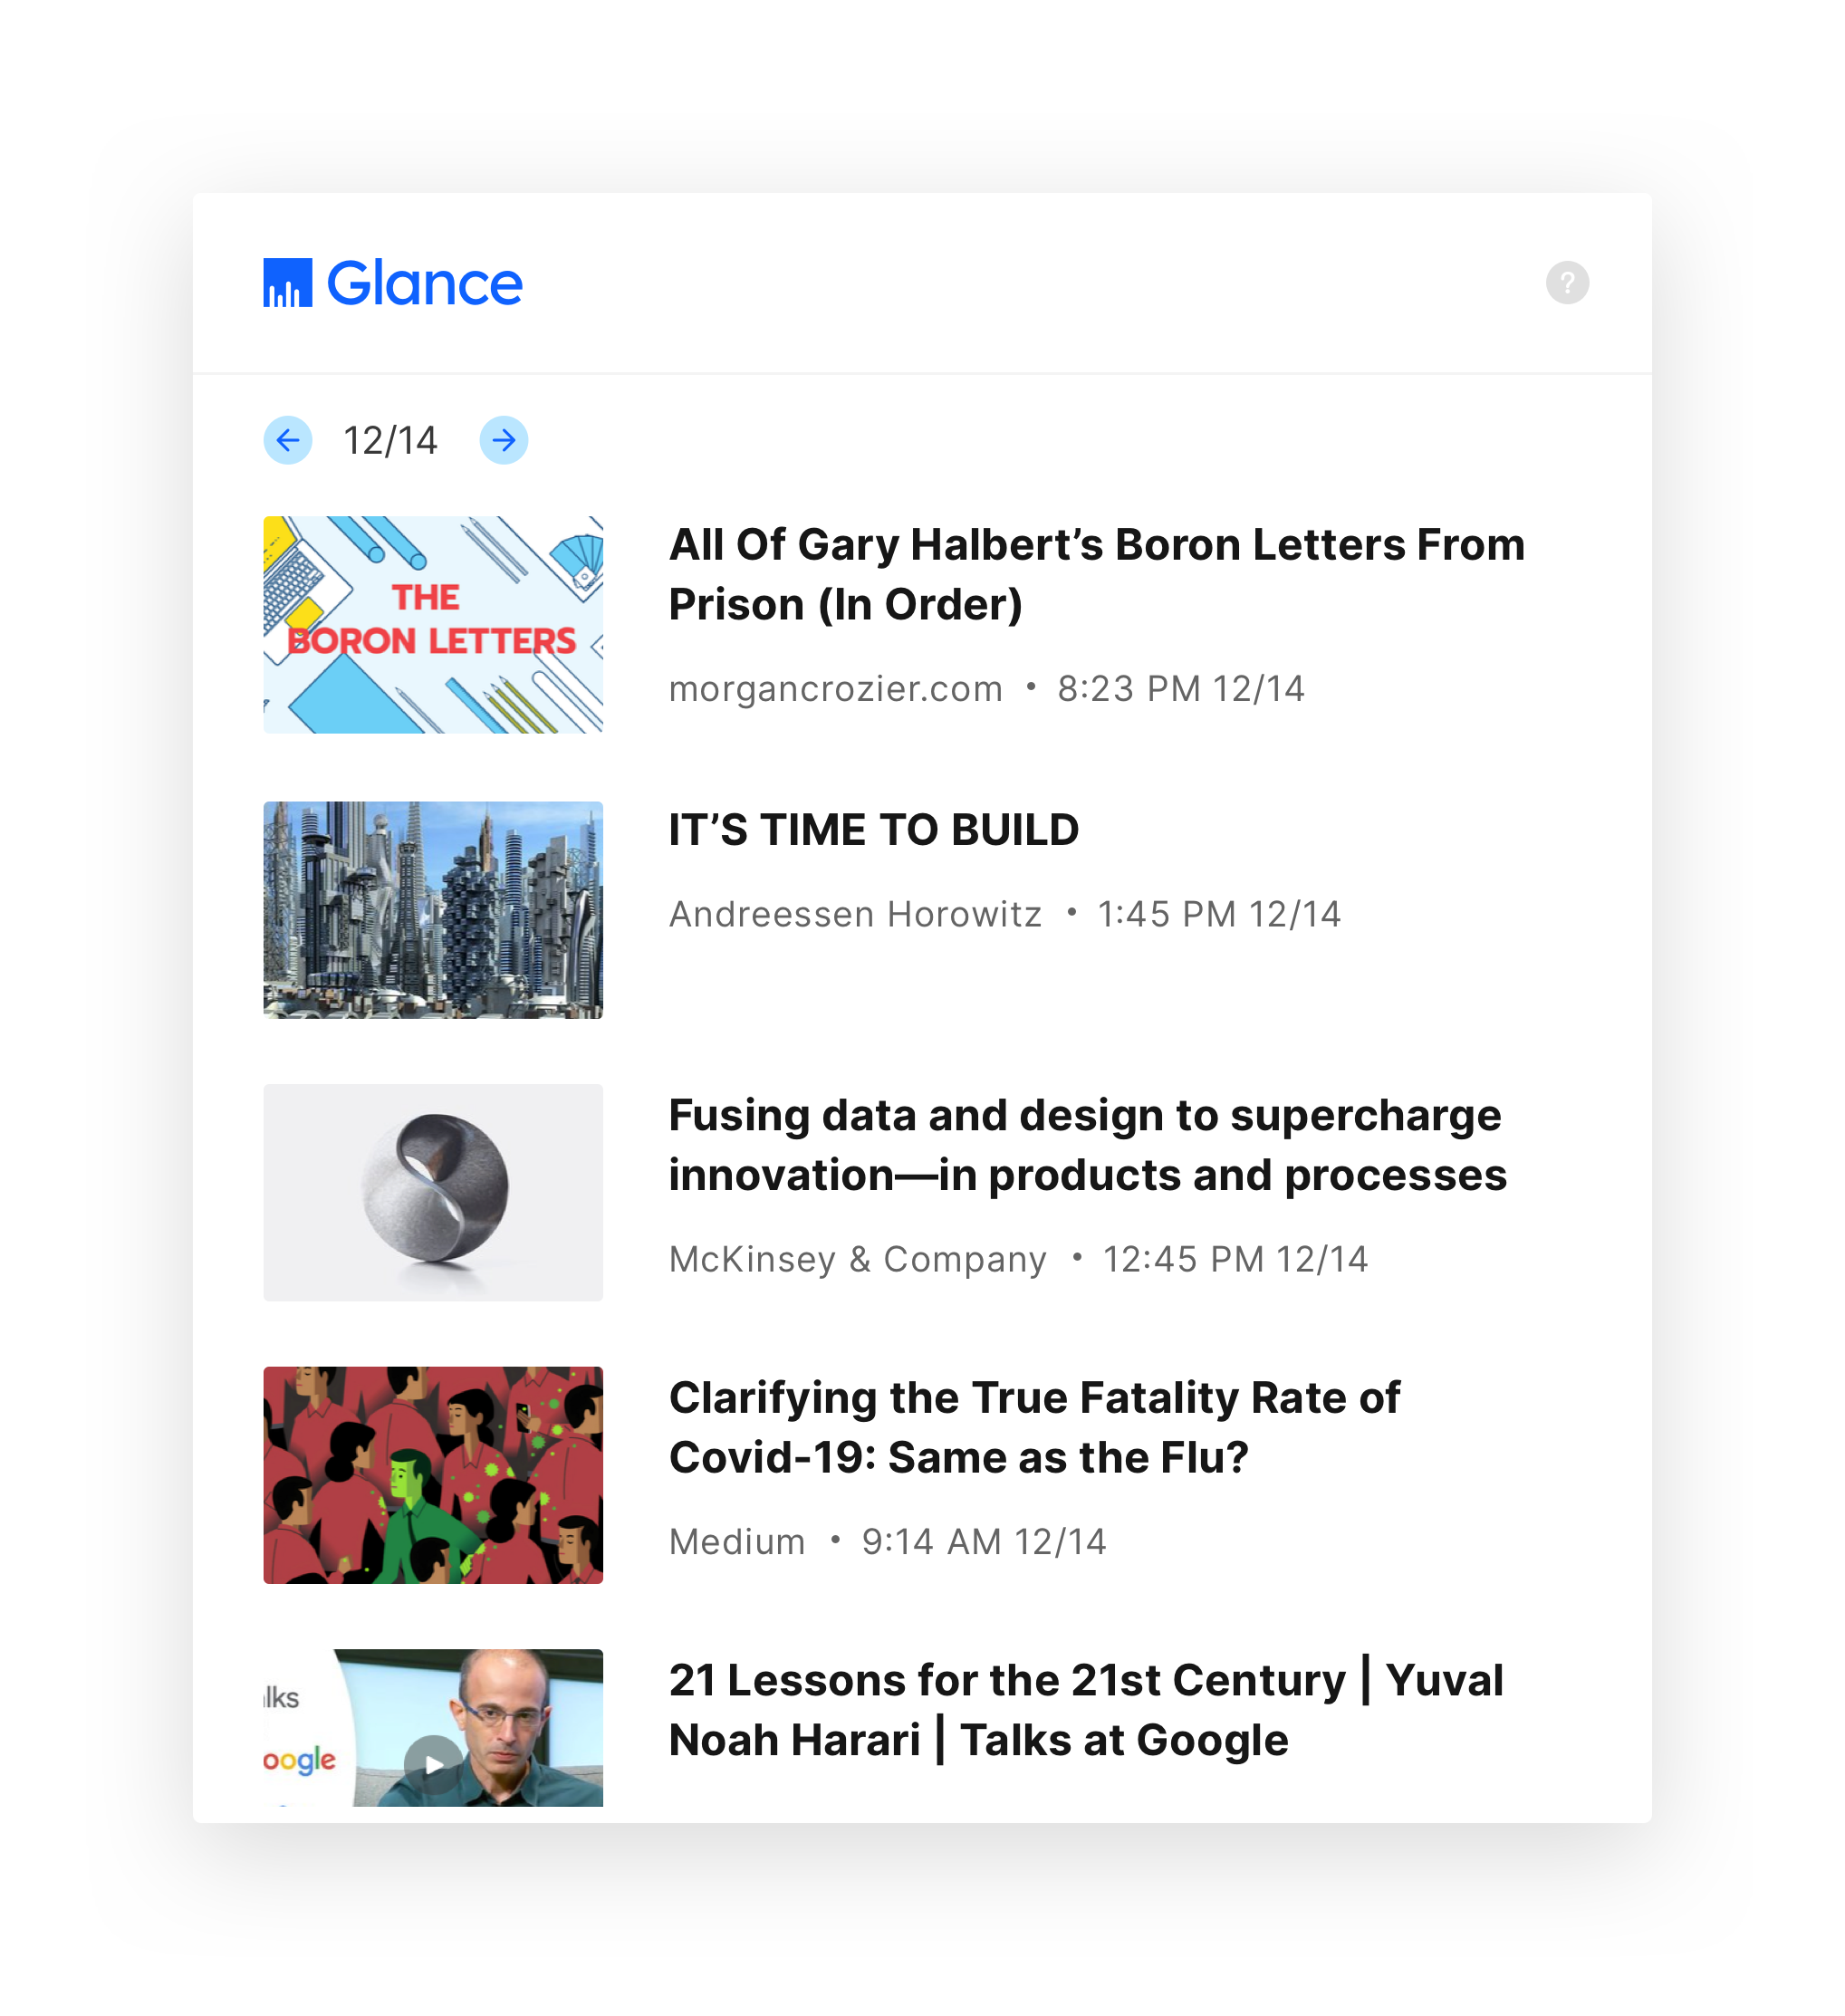 Glance
?
12/14
THE
BORON LETTERS
All Of Gary Halbert’s Boron Letters From
Prison (In Order)
morgancrozier.com • 8:23 PM 12/14
IT’S TIME TO BUILD
Andreessen Horowitz • 1:45 PM 12/14
Fusing data and design to supercharge
innovation—in products and processes
McKinsey & Company • 12:45 PM 12/14
Clarifying the True Fatality Rate of
Covid-19: Same as the Flu?
Medium • 9:14 AM 12/14
lks
oogle
21 Lessons for the 21st Century | Yuval
Noah Harari | Talks at Google